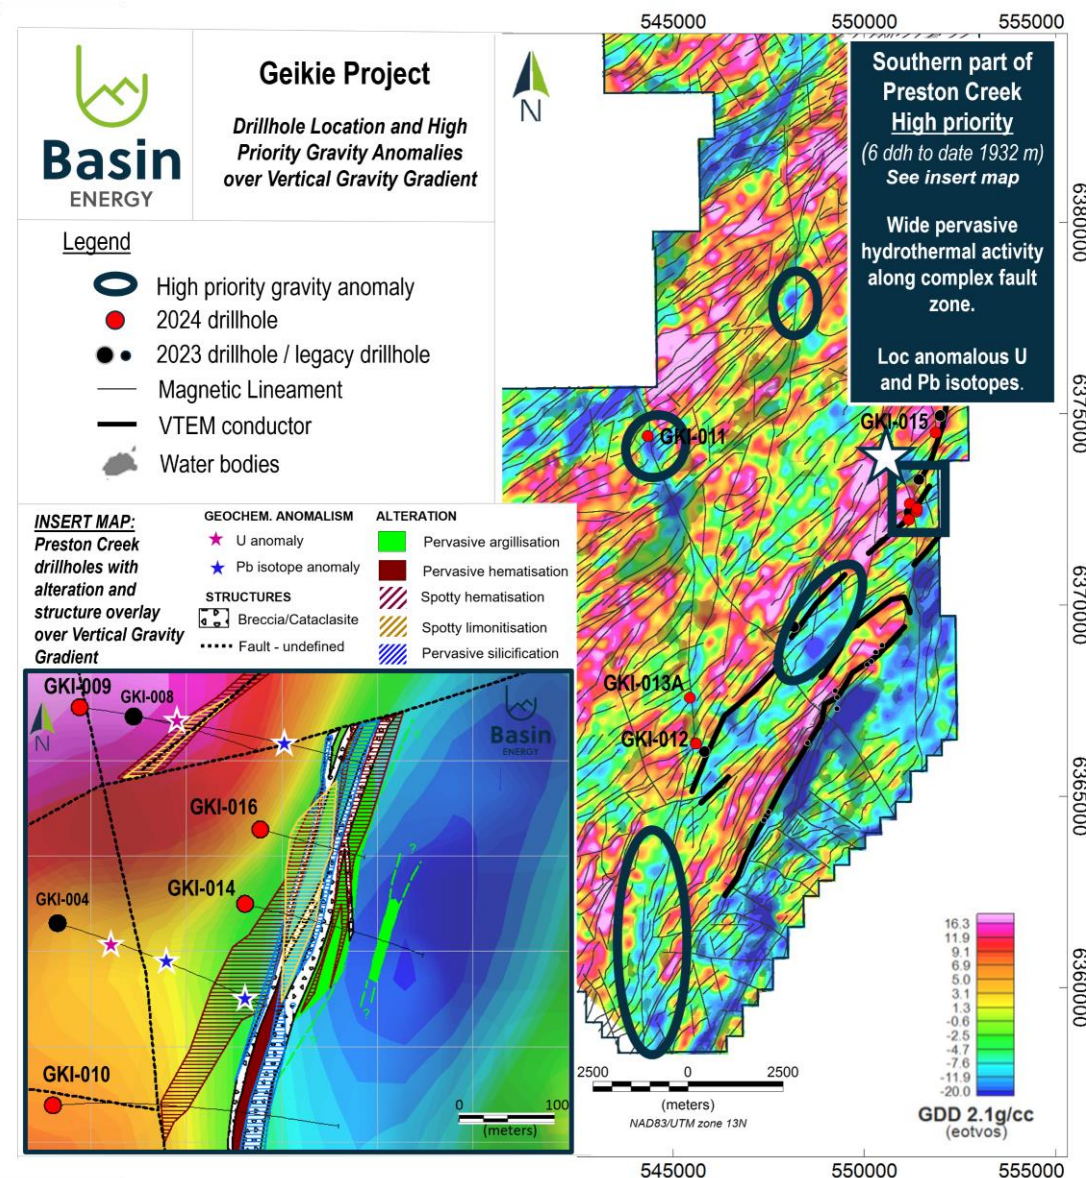 545000
550000
555000
Basin
ENERGY
Geikie Project
Drillhole Location and High
Priority Gravity Anomalies
over Vertical Gravity Gradient
N
Southern part of
Preston Creek
High priority
(6 ddh to date 1932 m)
See insert map
Wide pervasive
hydrothermal activity
along complex fault
zone.
Loc anomalous U
and Pb isotopes.
Legend
High priority gravity anomaly
2024 drillhole
2023 drillhole / legacy drillhole
Magnetic Lineament
VTEM conductor
Water bodies
6380000
6375000
6370000
6365000
6360000
GKI-015
GKI-011
GKI-013A
GKI-012
INSERT MAP:
Preston Creek
drillholes with
alteration and
structure overlay
over Vertical Gravity
Gradient
GEOCHEM. ANOMALISM
U anomaly
Pb isotope anomaly
STRUCTURES
Breccia/Cataclasite
Fault - undefined
ALTERATION
Pervasive argillisation
Pervasive hematisation
Spotty hematisation
Spotty limonitisation
Pervasive silicification
GKI-009
GKI-008
N
Basin
ENERGY
GKI-016
?
?
GKI-014
GKI-004
?
GKI-010
0 100
(meters)
2500 0 2500
(meters)
NAD83/UTM zone 13N
16.3
11.9
9.1
6.9
5.0
3.1
1.3
-0.6
-2.5
-4.7
-7.6
-11.9
-20.0
GDD 2.1g/cc
(eotvos)
545000
550000
555000